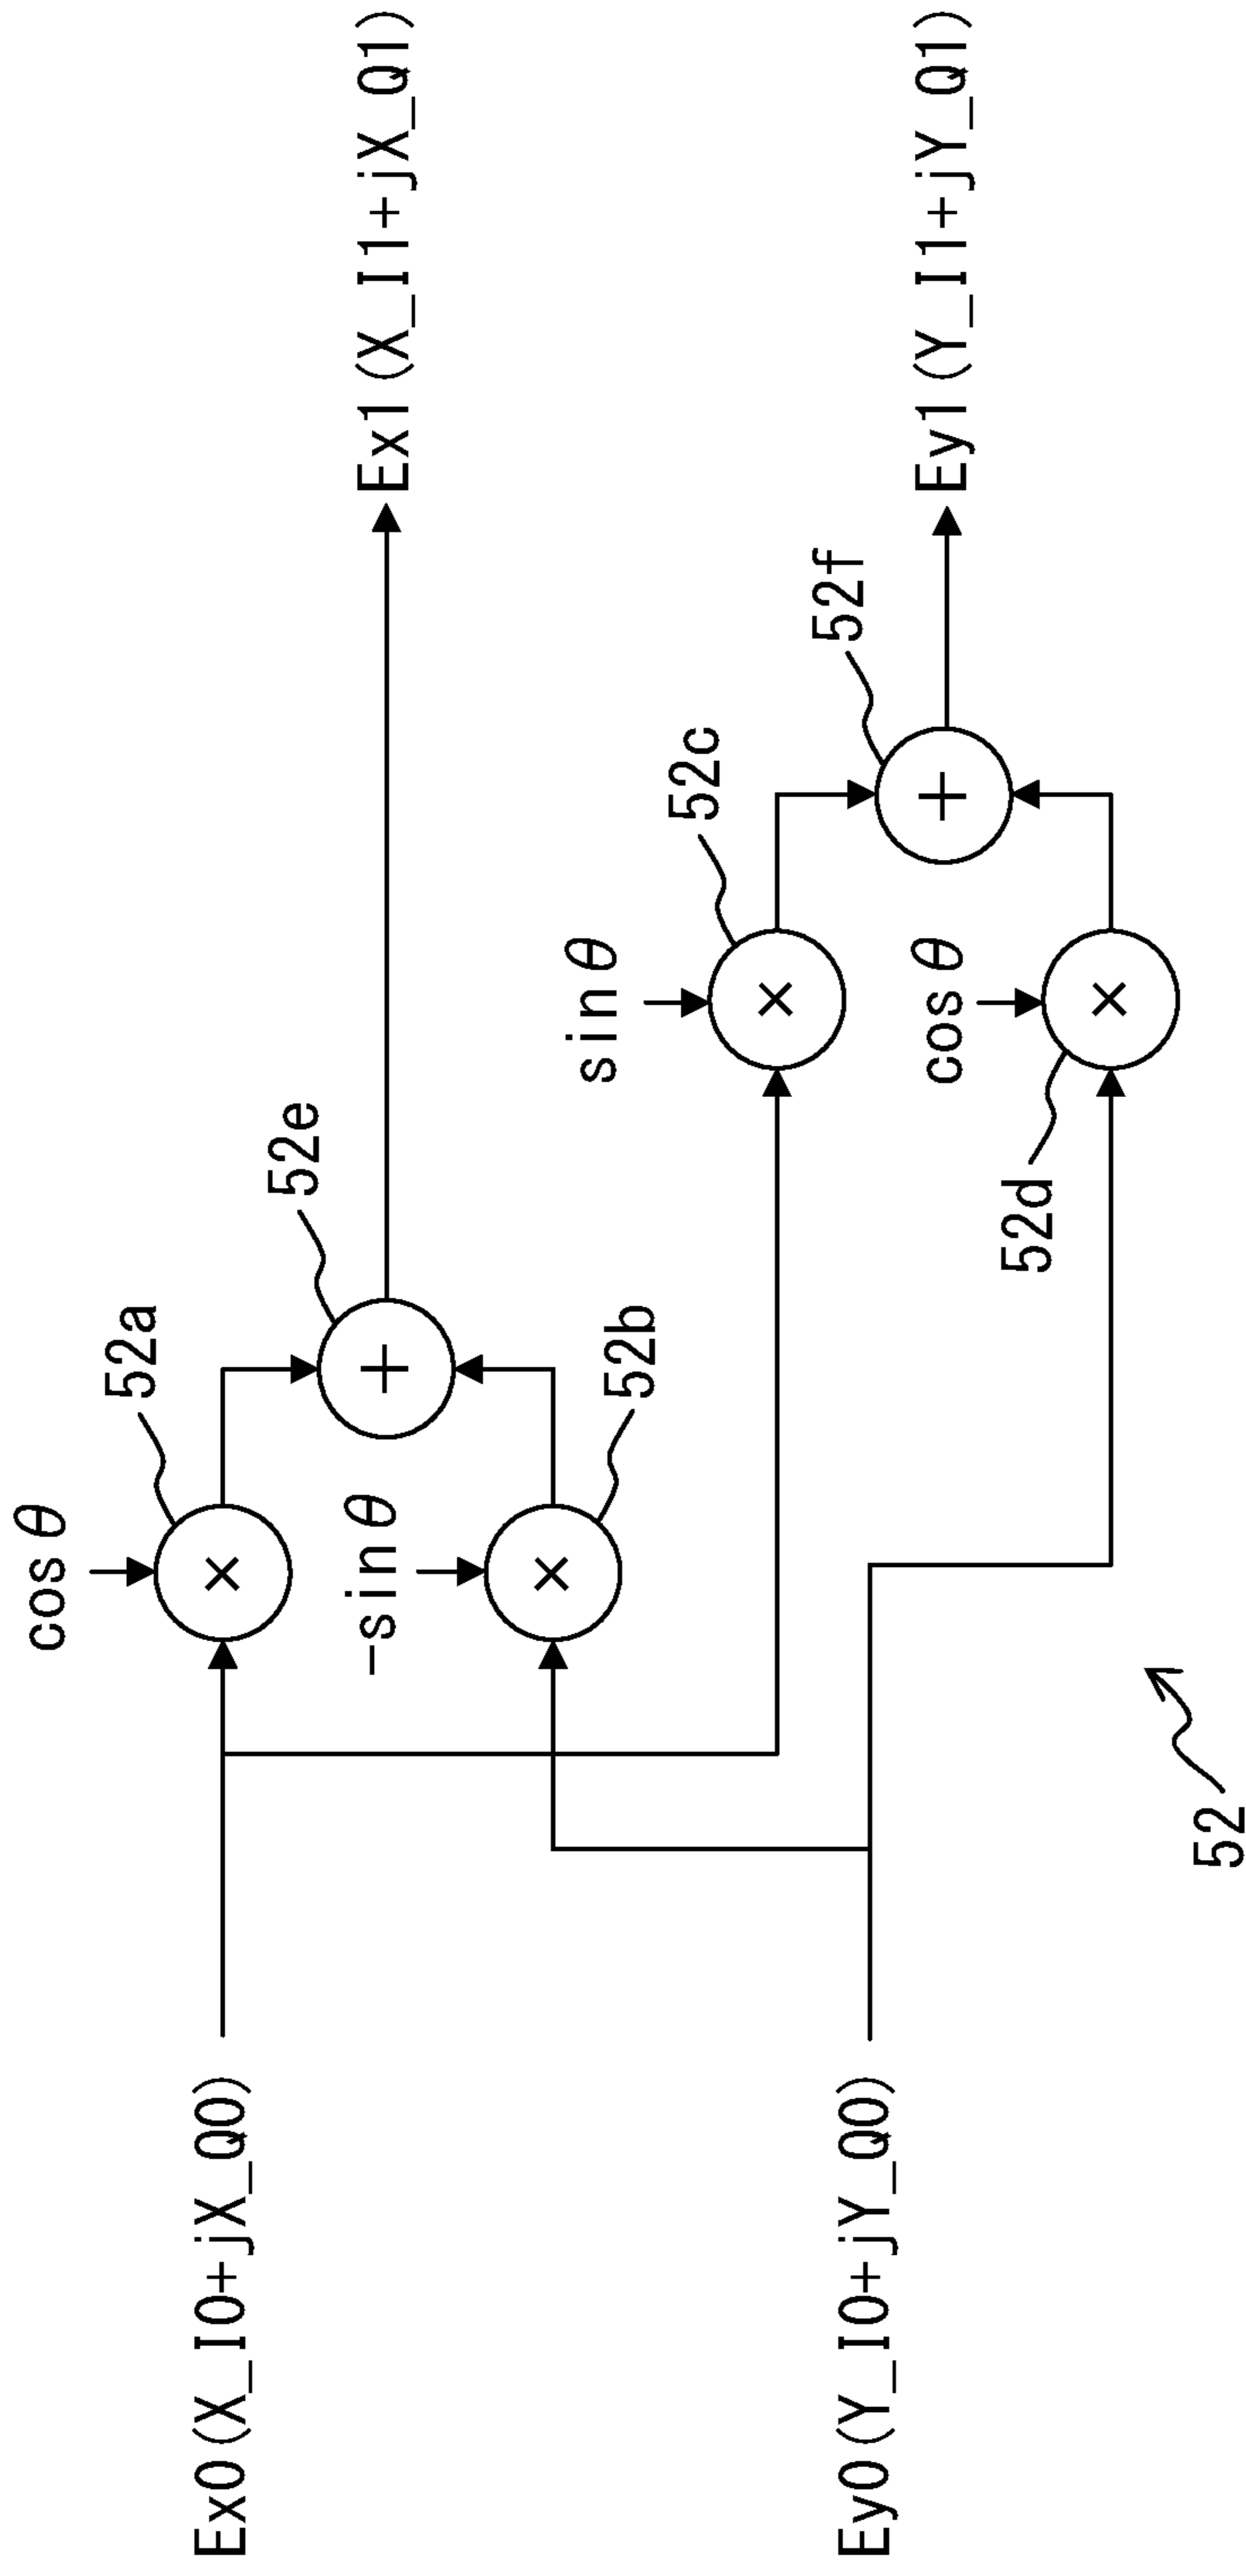 cosθ
52a
52e
Ex0(X_I0+jX_Q0)
×
+
Ex1(X_I1+jX_Q1)
-sinθ
×
52b
sinθ
52c
×
52f
+
Ey1(Y_I1+jY_Q1)
Ey0(Y_I0+jY_Q0)
cosθ
×
52d
52